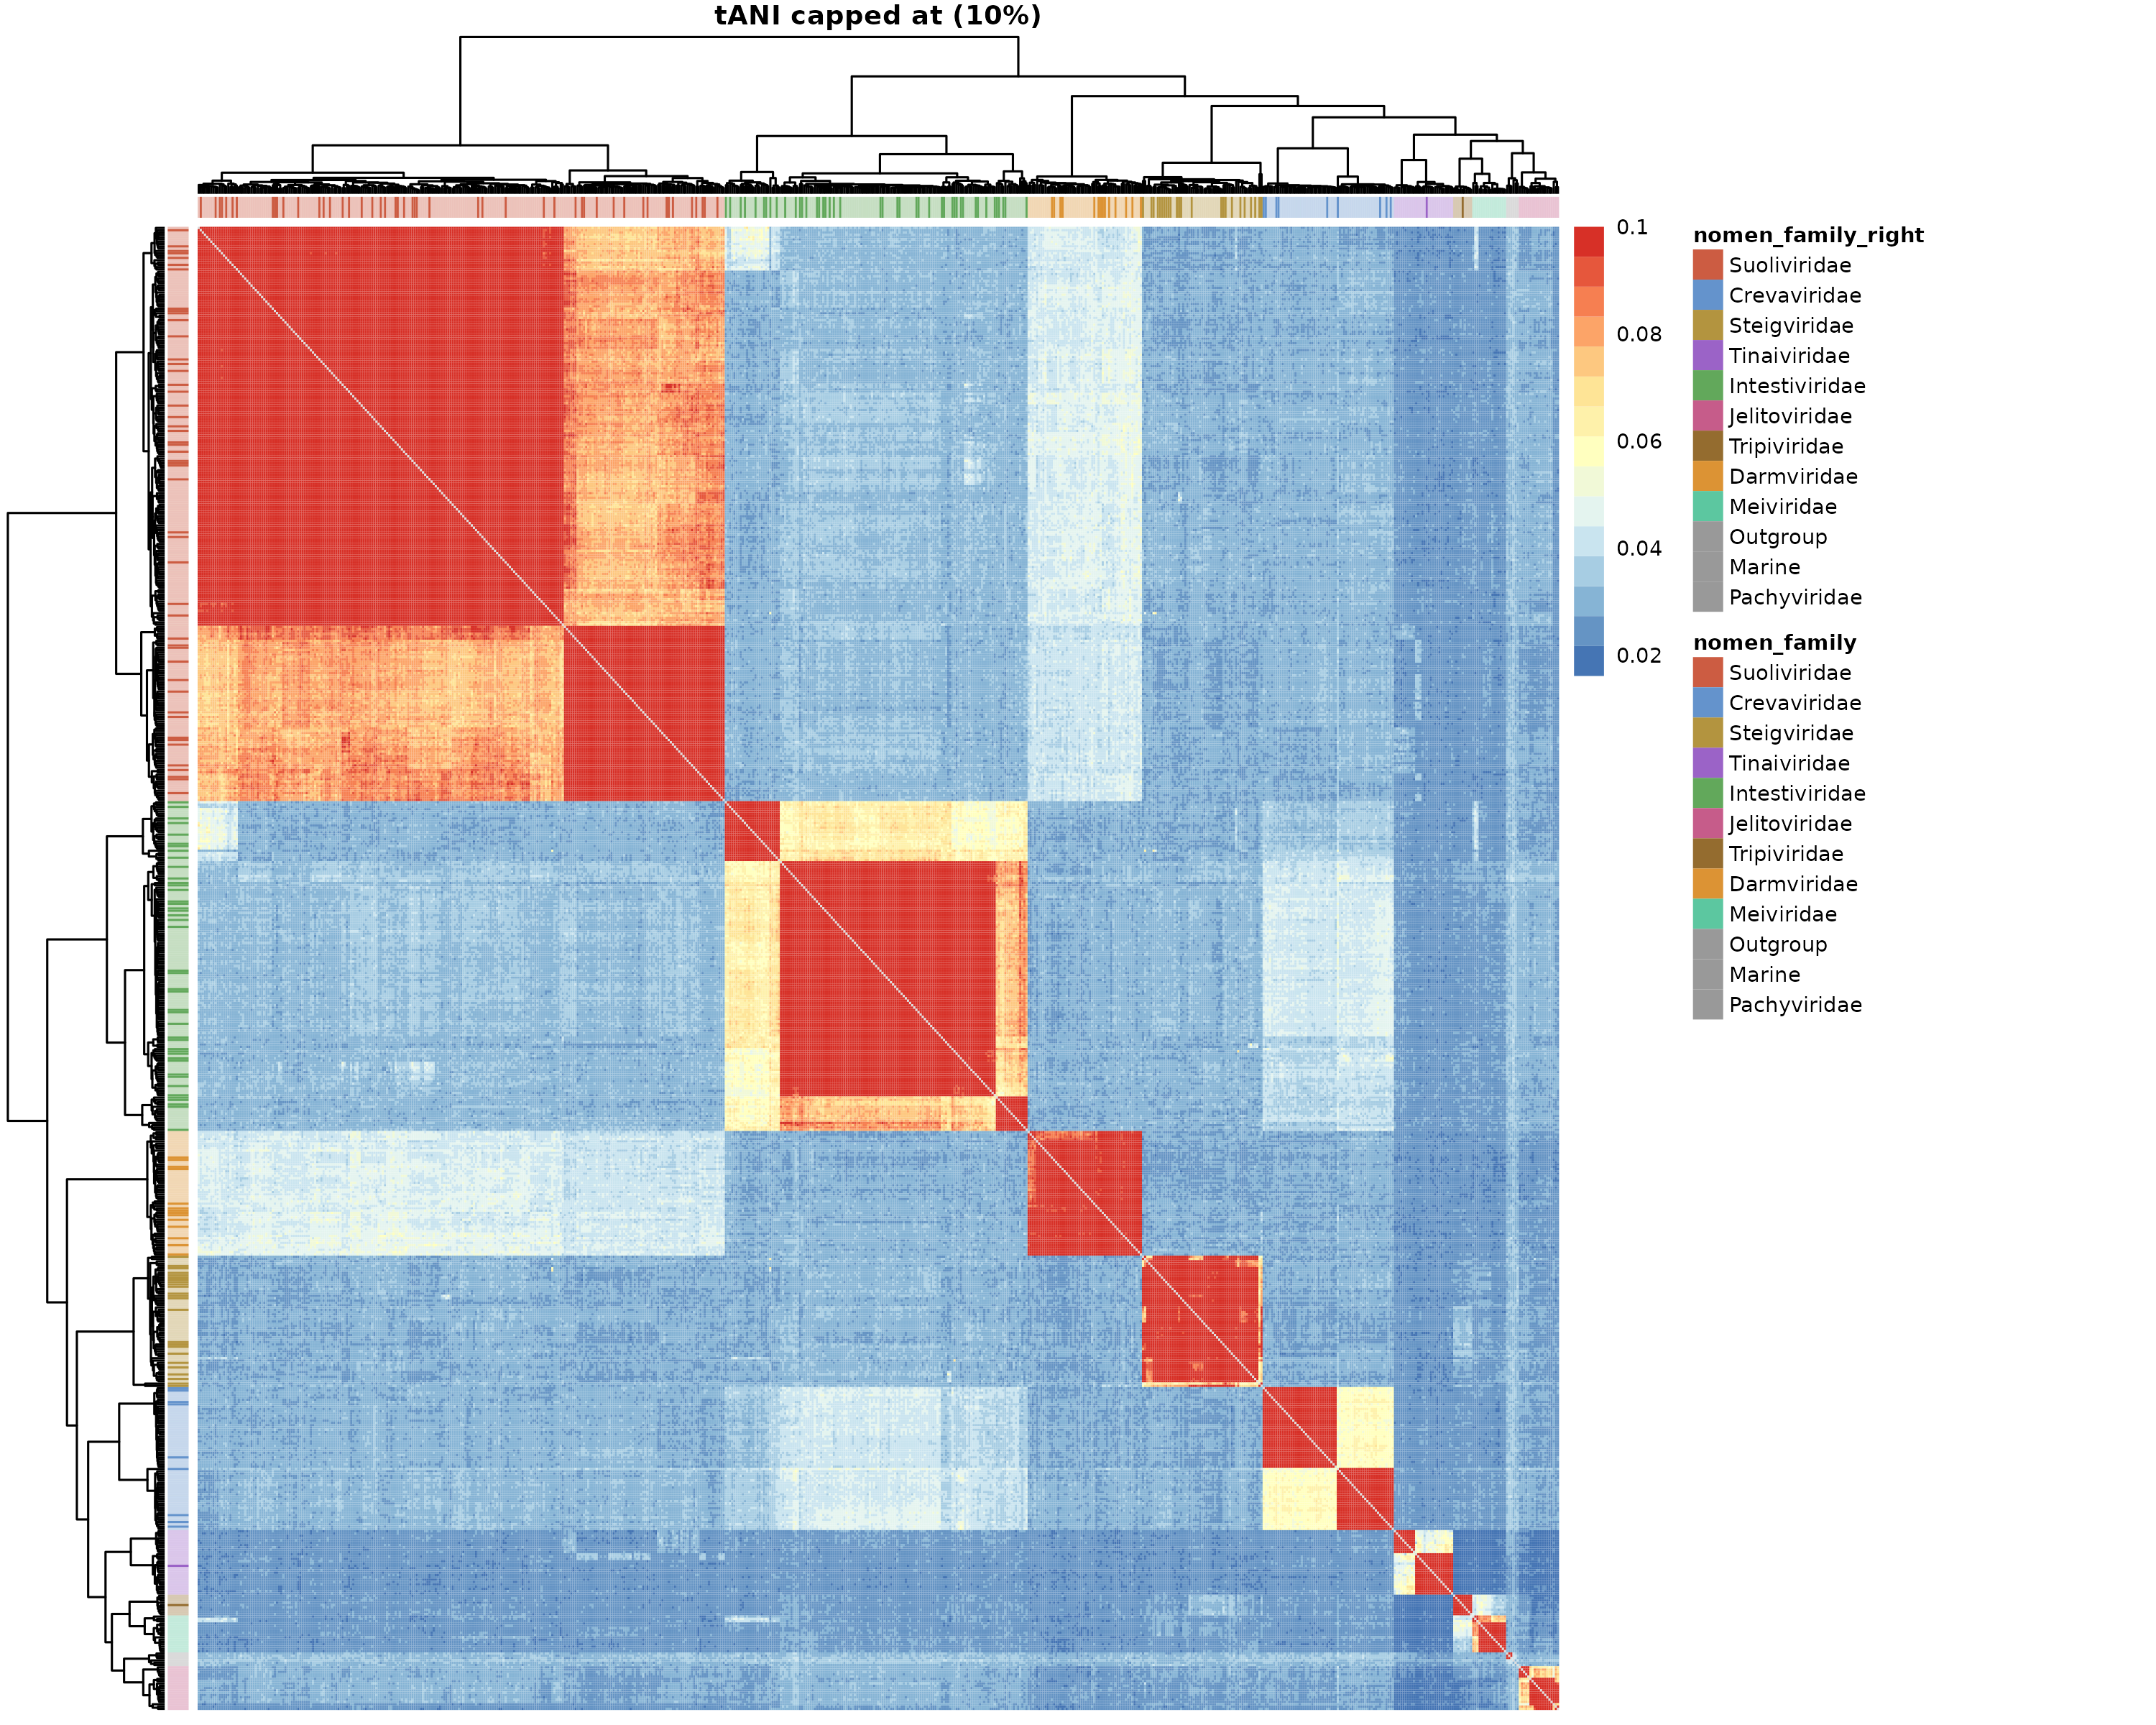 tANI capped at (10%)
0.1
0.08
0.06
0.04
0.02
nomen_family_right
Suoliviridae
Crevaviridae
Steigviridae
Tinaiviridae
Intestiviridae
Jelitoviridae
Tripiviridae
Darmviridae
Meiviridae
Outgroup
Marine
Pachyviridae
nomen_family
Suoliviridae
Crevaviridae
Steigviridae
Tinaiviridae
Intestiviridae
Jelitoviridae
Tripiviridae
Darmviridae
Meiviridae
Outgroup
Marine
Pachyviridae